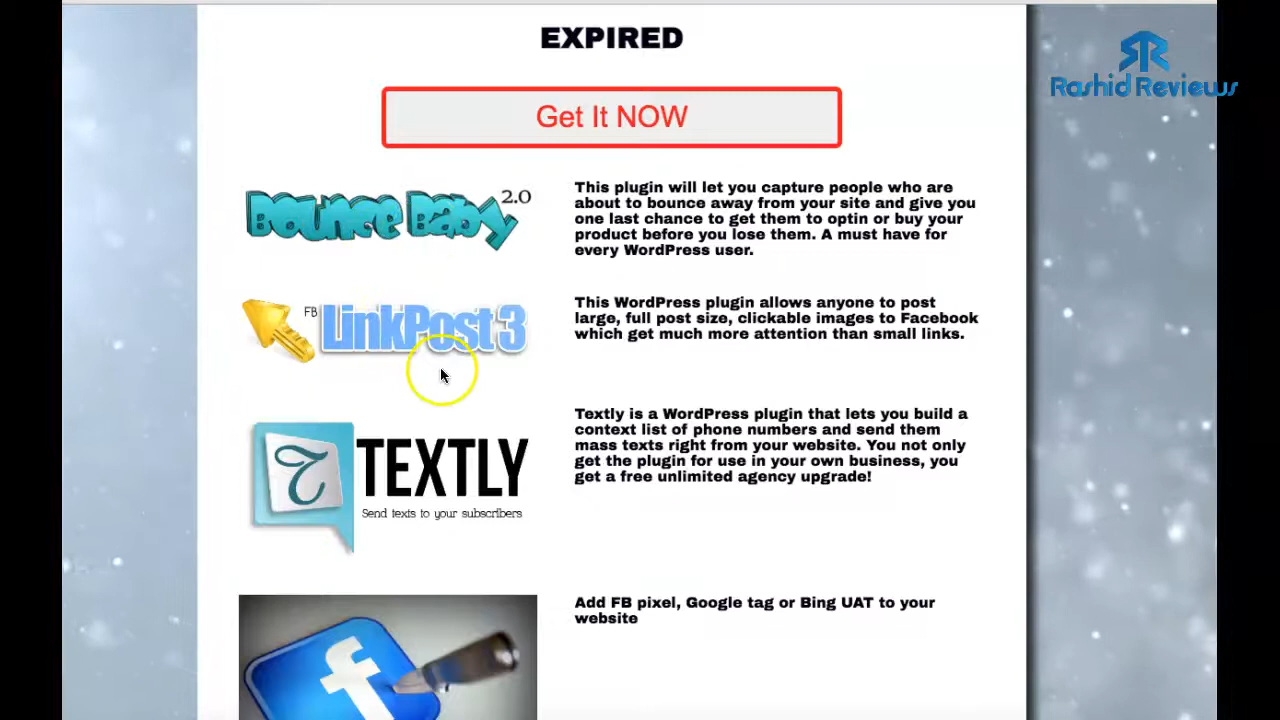 EXPIRED
Rashid Reviews
Get It NOW
Bounce Baby 2.0
This plugin will let you capture people who are
about to bounce away from your site and give you
one last chance to get them to optin or buy your
product before you lose them. A must have for
every WordPress user.
FB LinkPost 3
This WordPress plugin allows anyone to post
large, full post size, clickable images to Facebook
which get much more attention than small links.
TEXTLY
Send texts to your subscribers
Textly is a WordPress plugin that lets you build a
context list of phone numbers and send them
mass texts right from your website. You not only
get the plugin for use in your own business, you
get a free unlimited agency upgrade!
Add FB pixel, Google tag or Bing UAT to your
website